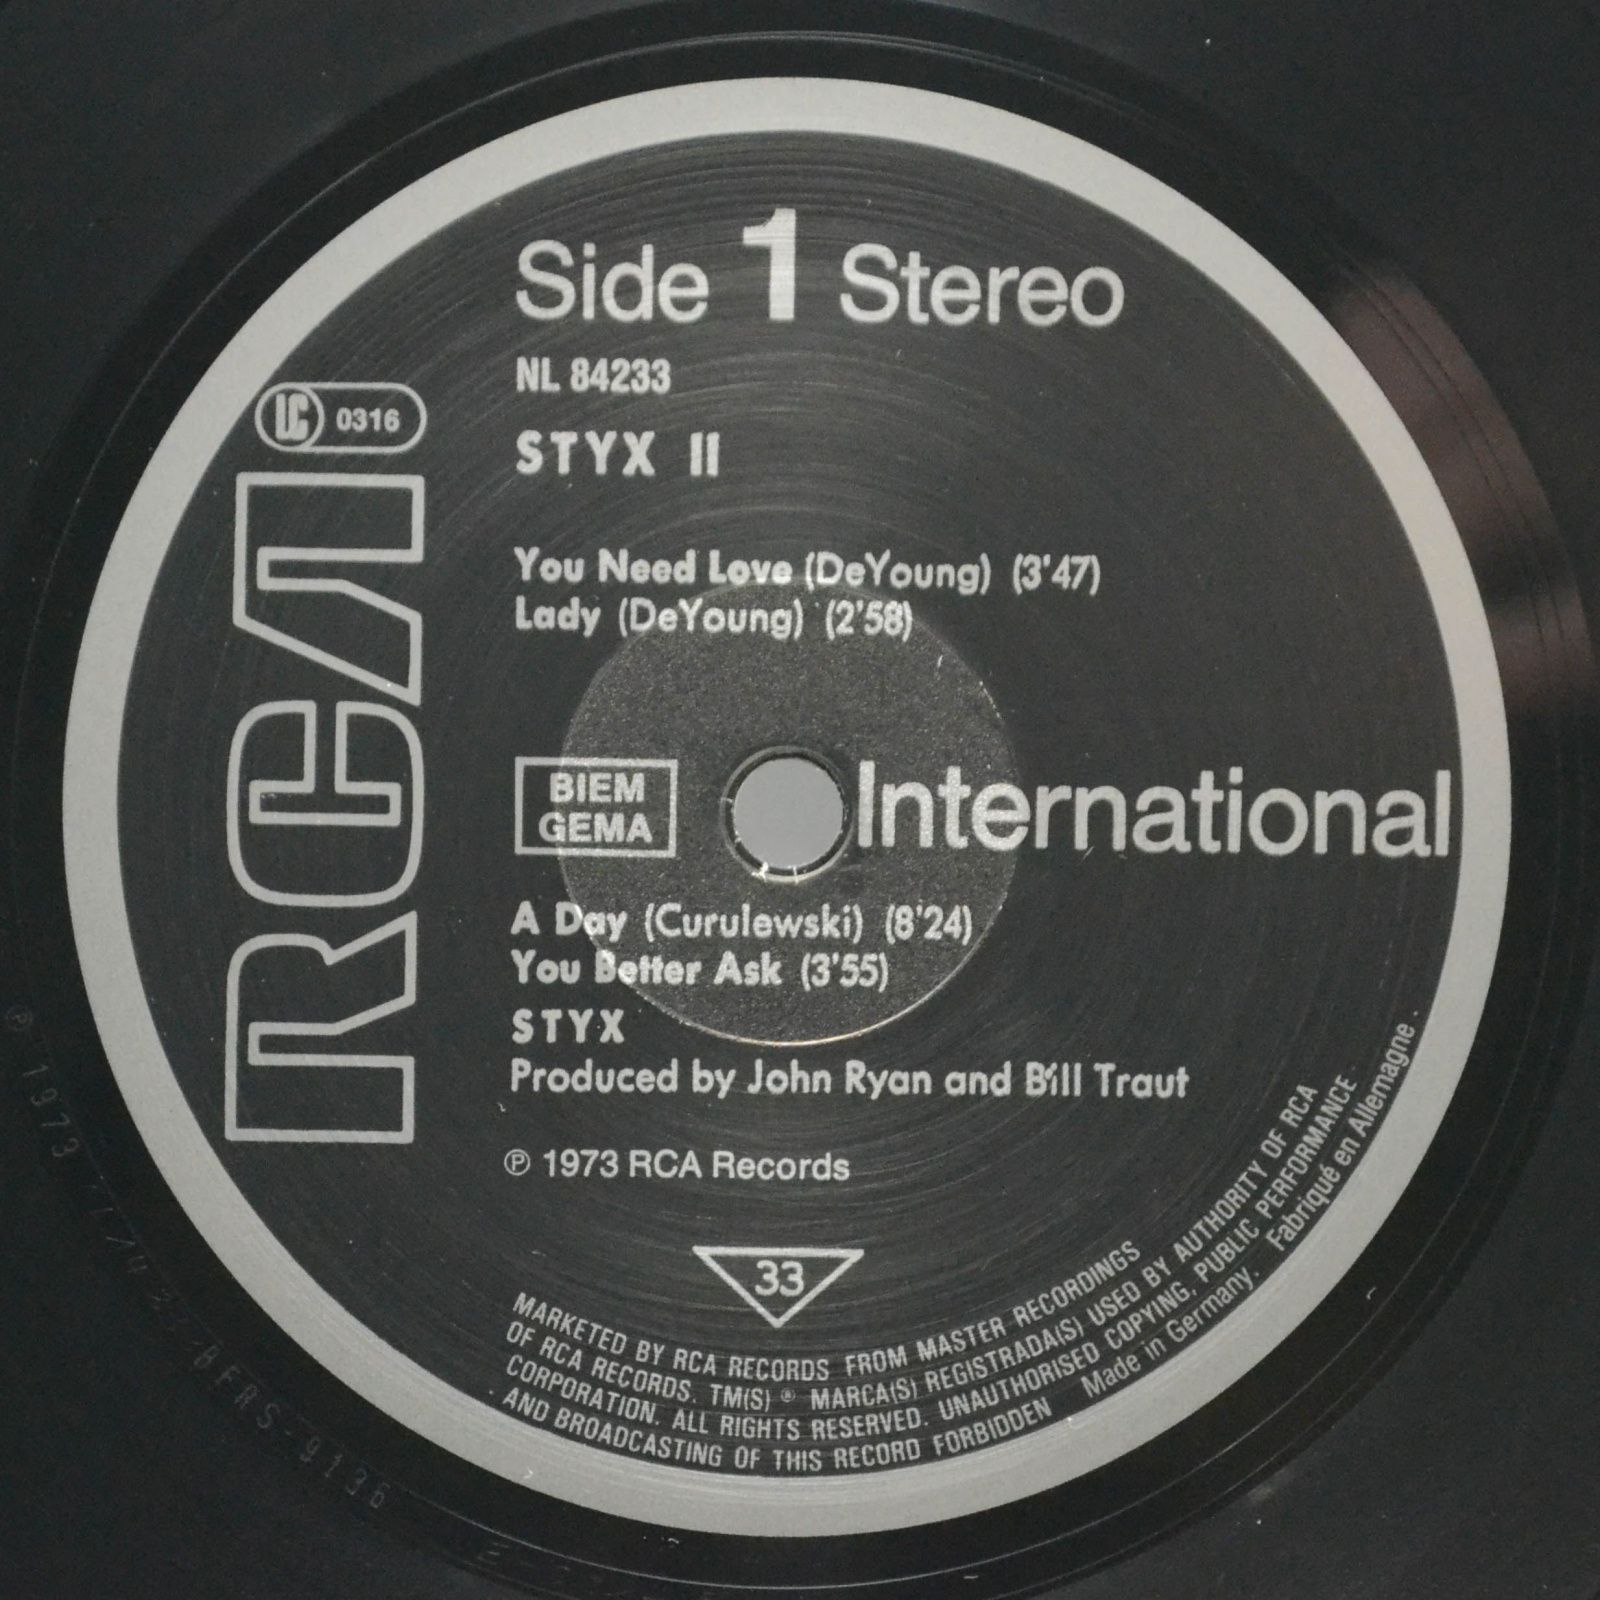 Side 1 Stereo
NL 84233
LC 0316
STYX II
RCA
You Need Love (DeYoung) (3'47)
Lady (DeYoung) (2'58)
BIEM
GEMA
International
A Day (Curulewski) (8'24)
You Better Ask (3'55)
STYX
Produced by John Ryan and Bill Traut
℗ 1973 RCA Records
33
MARKETED BY RCA RECORDS FROM MASTER RECORDINGS
OF RCA RECORDS. TM(S) ® MARCA(S) REGISTRADA(S) USED BY AUTHORITY OF RCA
CORPORATION. ALL RIGHTS RESERVED. UNAUTHORISED COPYING, PUBLIC PERFORMANCE
AND BROADCASTING OF THIS RECORD FORBIDDEN Made in Germany. Fabriqué en Allemagne.
℗ 1973